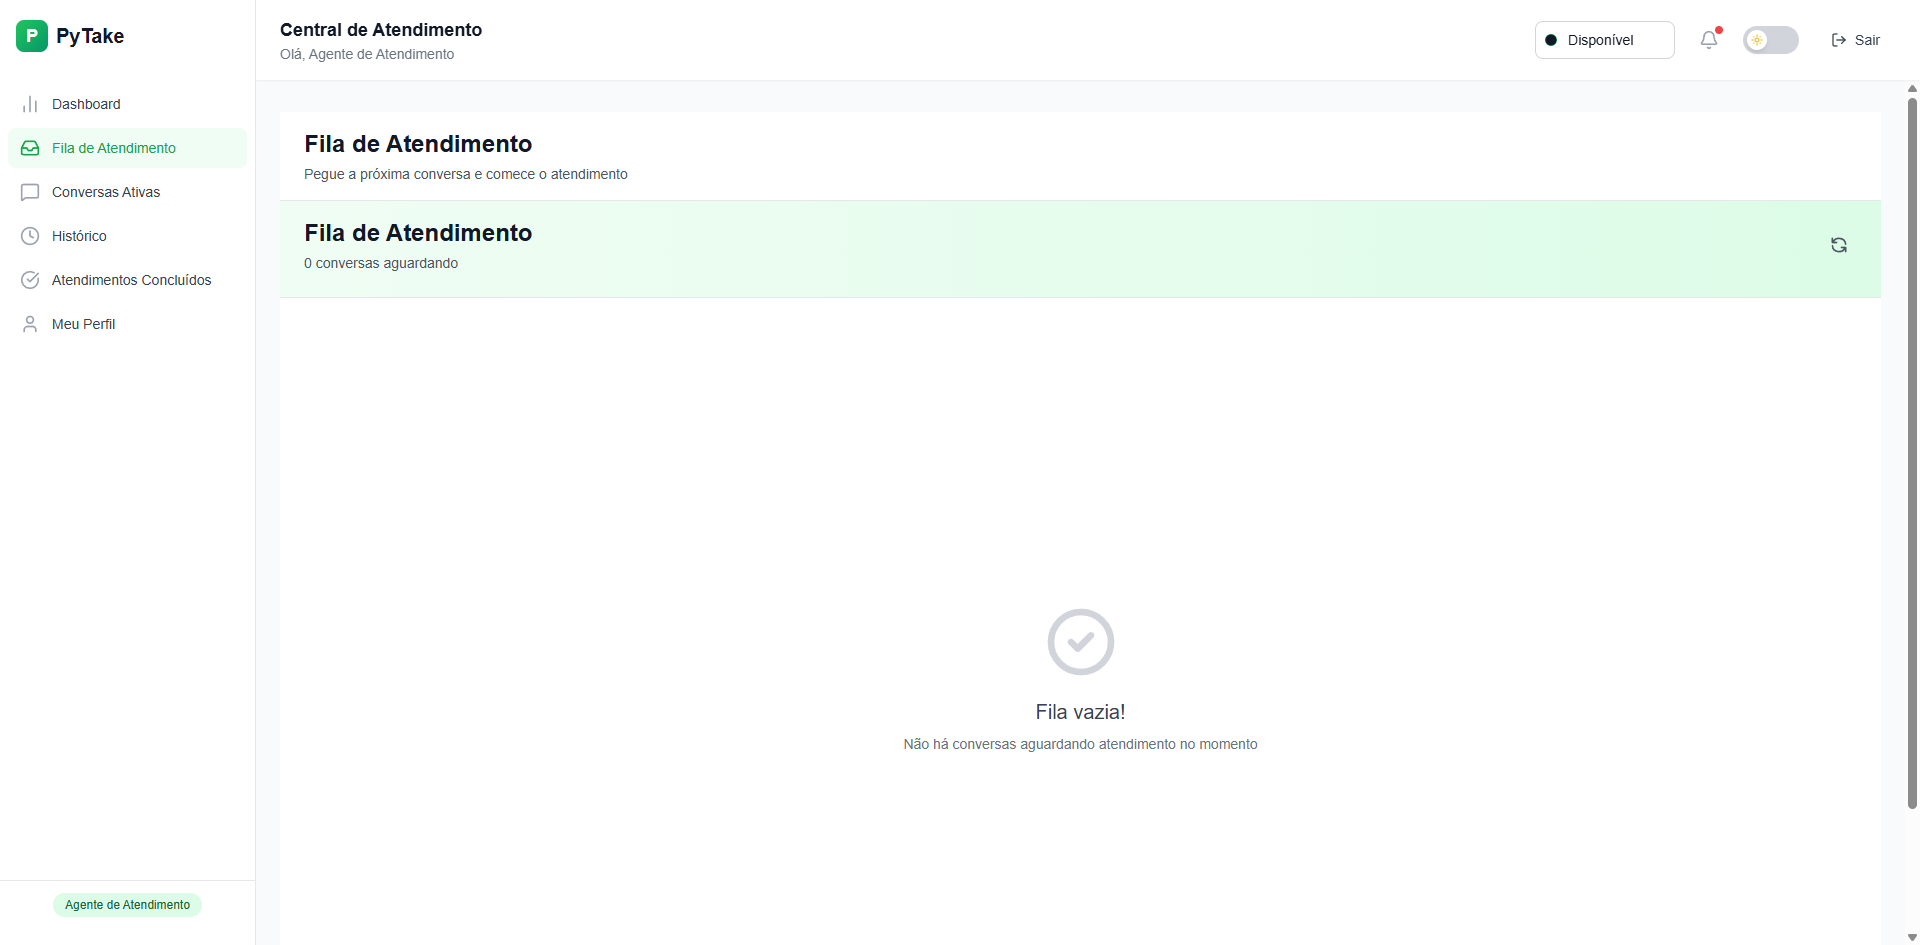 P PyTake
Dashboard
Fila de Atendimento
Conversas Ativas
Histórico
Atendimentos Concluídos
Meu Perfil
Agente de Atendimento
Central de Atendimento
Olá, Agente de Atendimento
Disponível
Sair
Fila de Atendimento
Pegue a próxima conversa e comece o atendimento
Fila de Atendimento
0 conversas aguardando
Fila vazia!
Não há conversas aguardando atendimento no momento